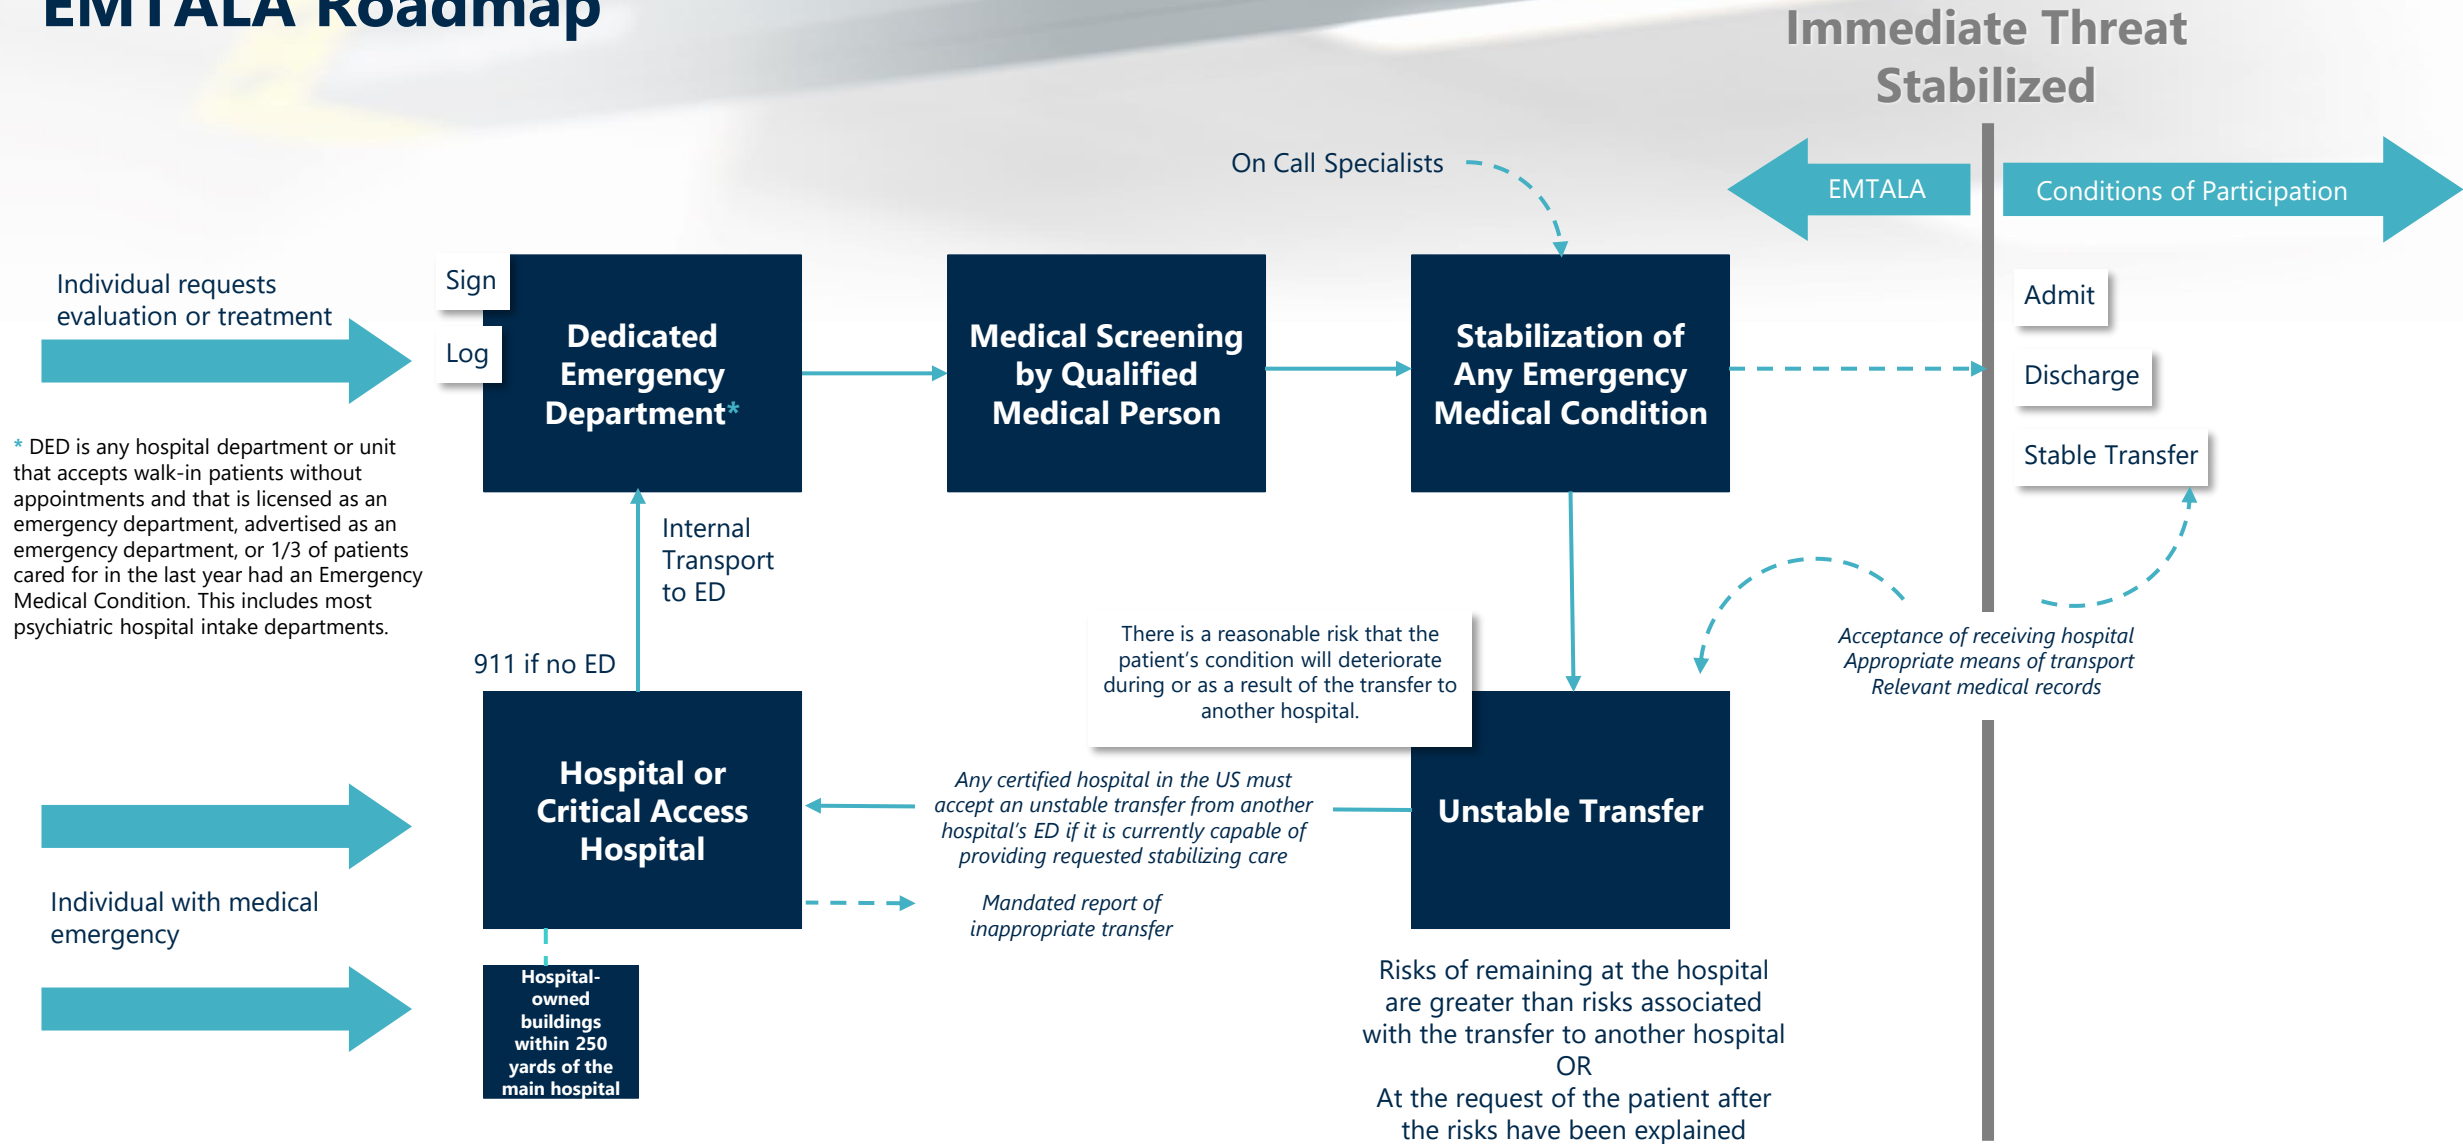 EMTALA Roadmap
Immediate Threat
Stabilized
On Call Specialists
EMTALA
Conditions of Participation
Individual requests
evaluation or treatment
Sign
Log
Dedicated
Emergency
Department*
Medical Screening
by Qualified
Medical Person
Stabilization of
Any Emergency
Medical Condition
Admit
Discharge
Stable Transfer
* DED is any hospital department or unit
that accepts walk-in patients without
appointments and that is licensed as an
emergency department, advertised as an
emergency department, or 1/3 of patients
cared for in the last year had an Emergency
Medical Condition. This includes most
psychiatric hospital intake departments.
Internal
Transport
to ED
911 if no ED
There is a reasonable risk that the
patient's condition will deteriorate
during or as a result of the transfer to
another hospital.
Acceptance of receiving hospital
Appropriate means of transport
Relevant medical records
Hospital or
Critical Access
Hospital
Any certified hospital in the US must
accept an unstable transfer from another
hospital's ED if it is currently capable of
providing requested stabilizing care
Unstable Transfer
Mandated report of
inappropriate transfer
Individual with medical
emergency
Hospital-
owned
buildings
within 250
yards of the
main hospital
Risks of remaining at the hospital
are greater than risks associated
with the transfer to another hospital
OR
At the request of the patient after
the risks have been explained